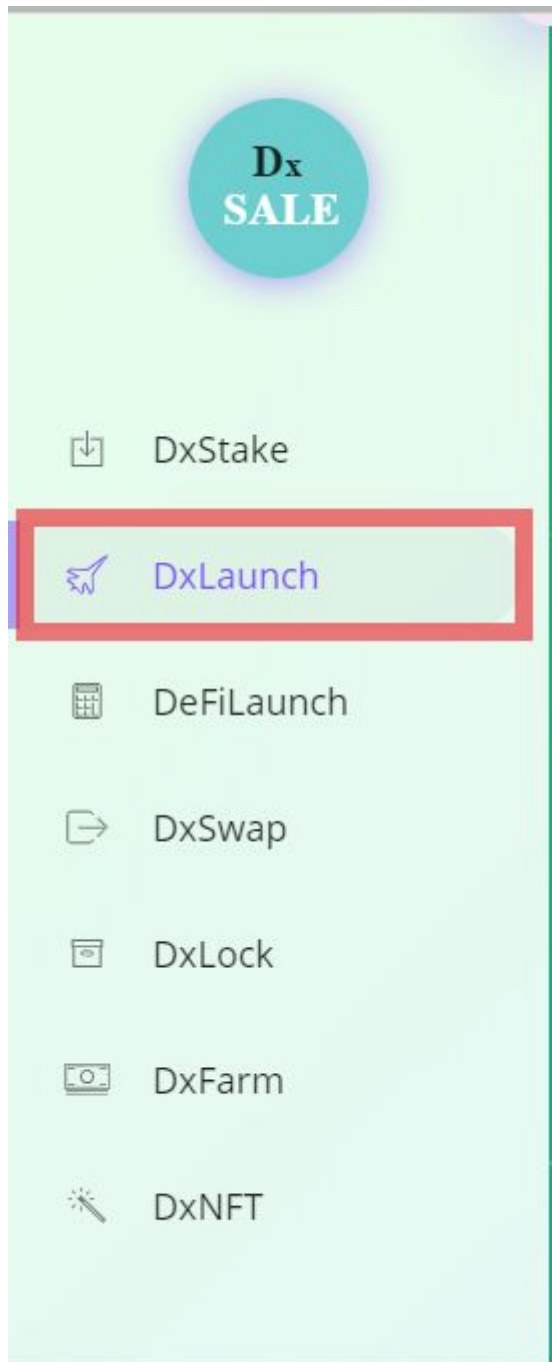 Dx
SALE
DxStake
DxLaunch
DeFiLaunch
DxSwap
DxLock
DxFarm
DxNFT